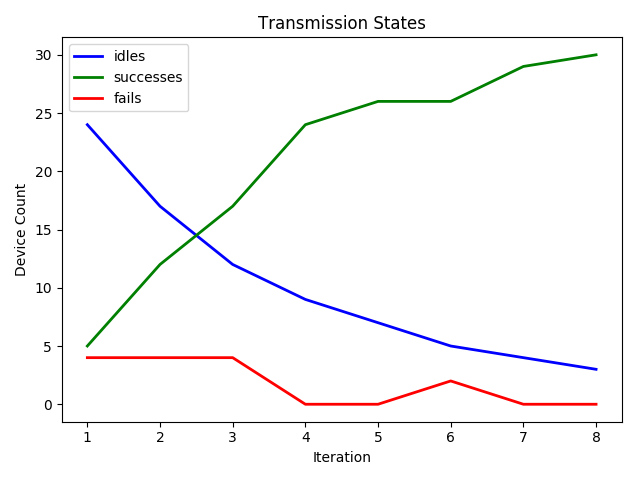 Transmission States
idles
successes
fails
Device Count
30
25
20
15
10
5
0
1 2 3 4 5 6 7 8
Iteration